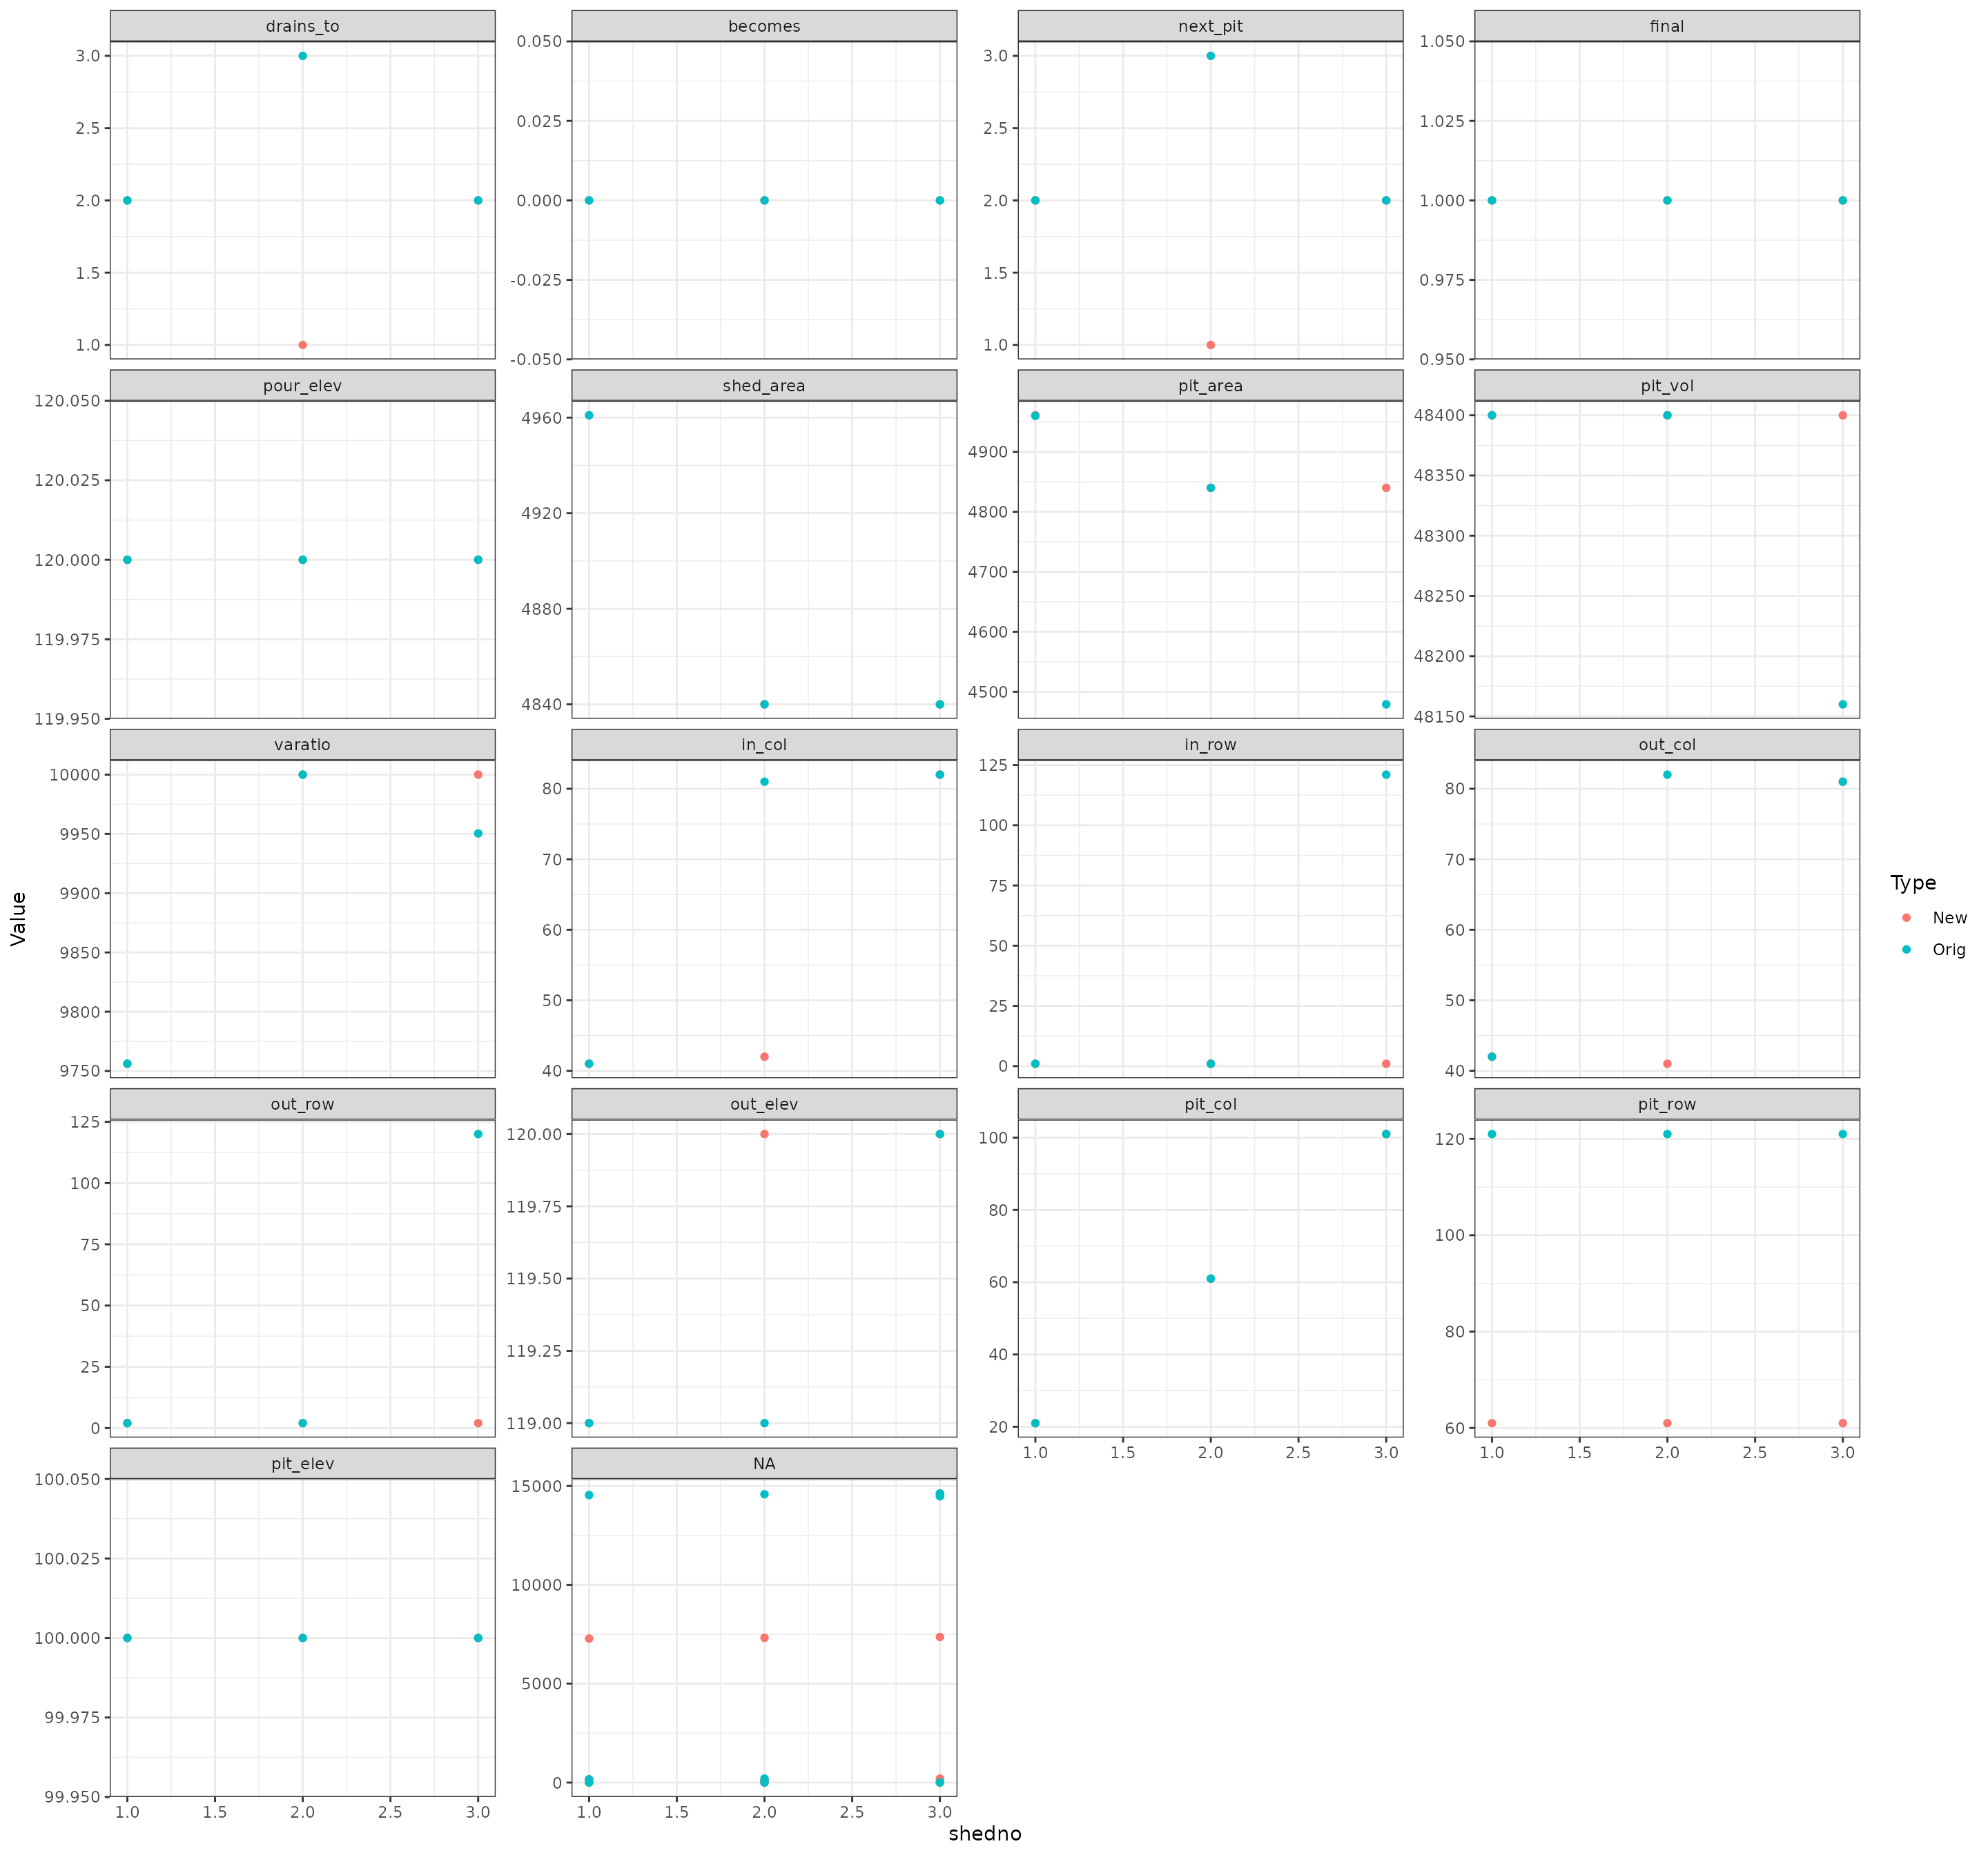 drains_to becomes next_pit final
3.0 0.050 3.0 1.050
2.5 0.025 2.5 1.025
2.0 0.000 2.0 1.000
1.5 -0.025 1.5 0.975
1.0 -0.050 1.0 0.950
pour_elev shed_area pit_area pit_vol
120.050 4960 4900 48400
120.025 4920 4800 48350
120.000 4880 4700 48300
119.975 4840 4600 48250
119.950 4500 48200
48150
varatio in_col in_row out_col
10000 80 125 80
9950 70 100 70
9900 60 75 60
9850 50 50 50
9800 40 25 40
9750 0
out_row out_elev pit_col pit_row
125 120.00 100 120
100 119.75 80 100
75 119.50 60 80
50 119.25 40 60
25 119.00 20
0
1.0 1.5 2.0 2.5 3.0 1.0 1.5 2.0 2.5 3.0
pit_elev NA
100.050 15000
100.025 10000
100.000 5000
99.975 0
99.950
1.0 1.5 2.0 2.5 3.0 1.0 1.5 2.0 2.5 3.0
shedno
Value
Type
New
Orig